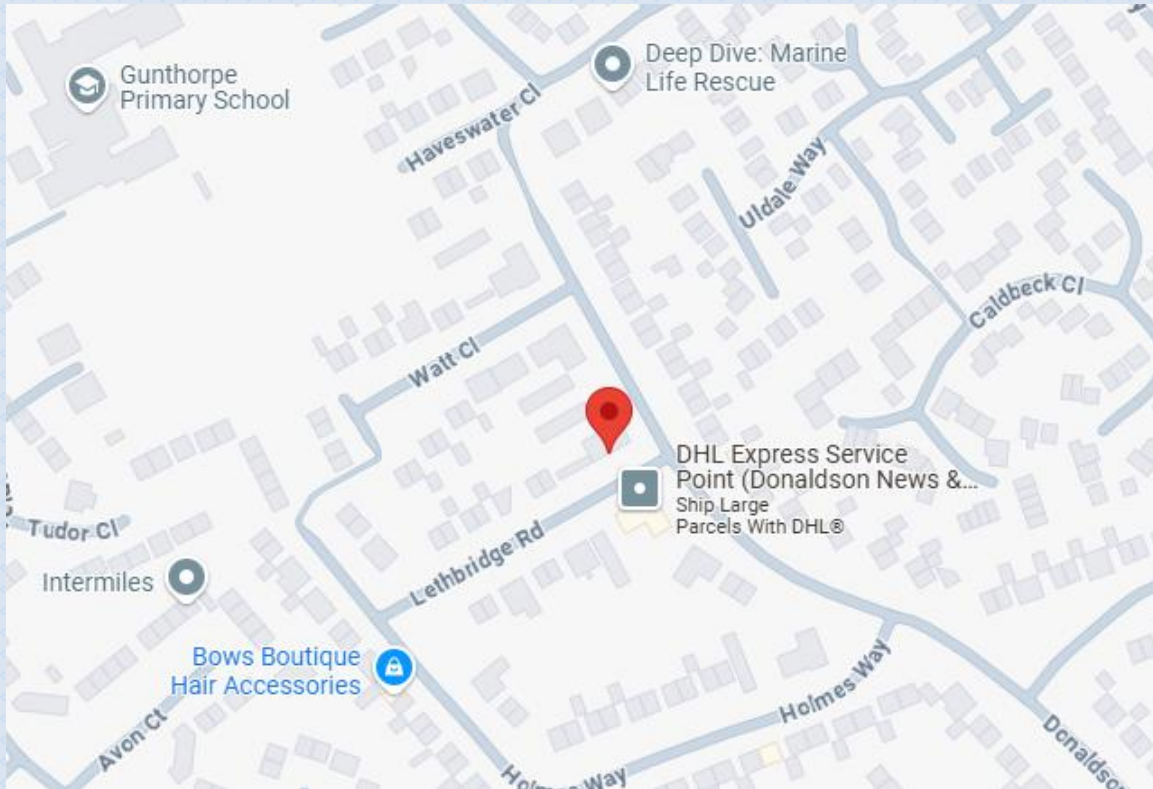 Gunthorpe
Primary School
Deep Dive: Marine
Life Rescue
Haveswater Cl
Uldale Way
Caldbeck Cl
Watt Cl
DHL Express Service
Point (Donaldson News &...
Ship Large
Parcels With DHL®
Tudor Cl
Lethbridge Rd
Intermiles
Bows Boutique
Hair Accessories
Holmes Way
Avon Ct
Holmes Way
Donaldson